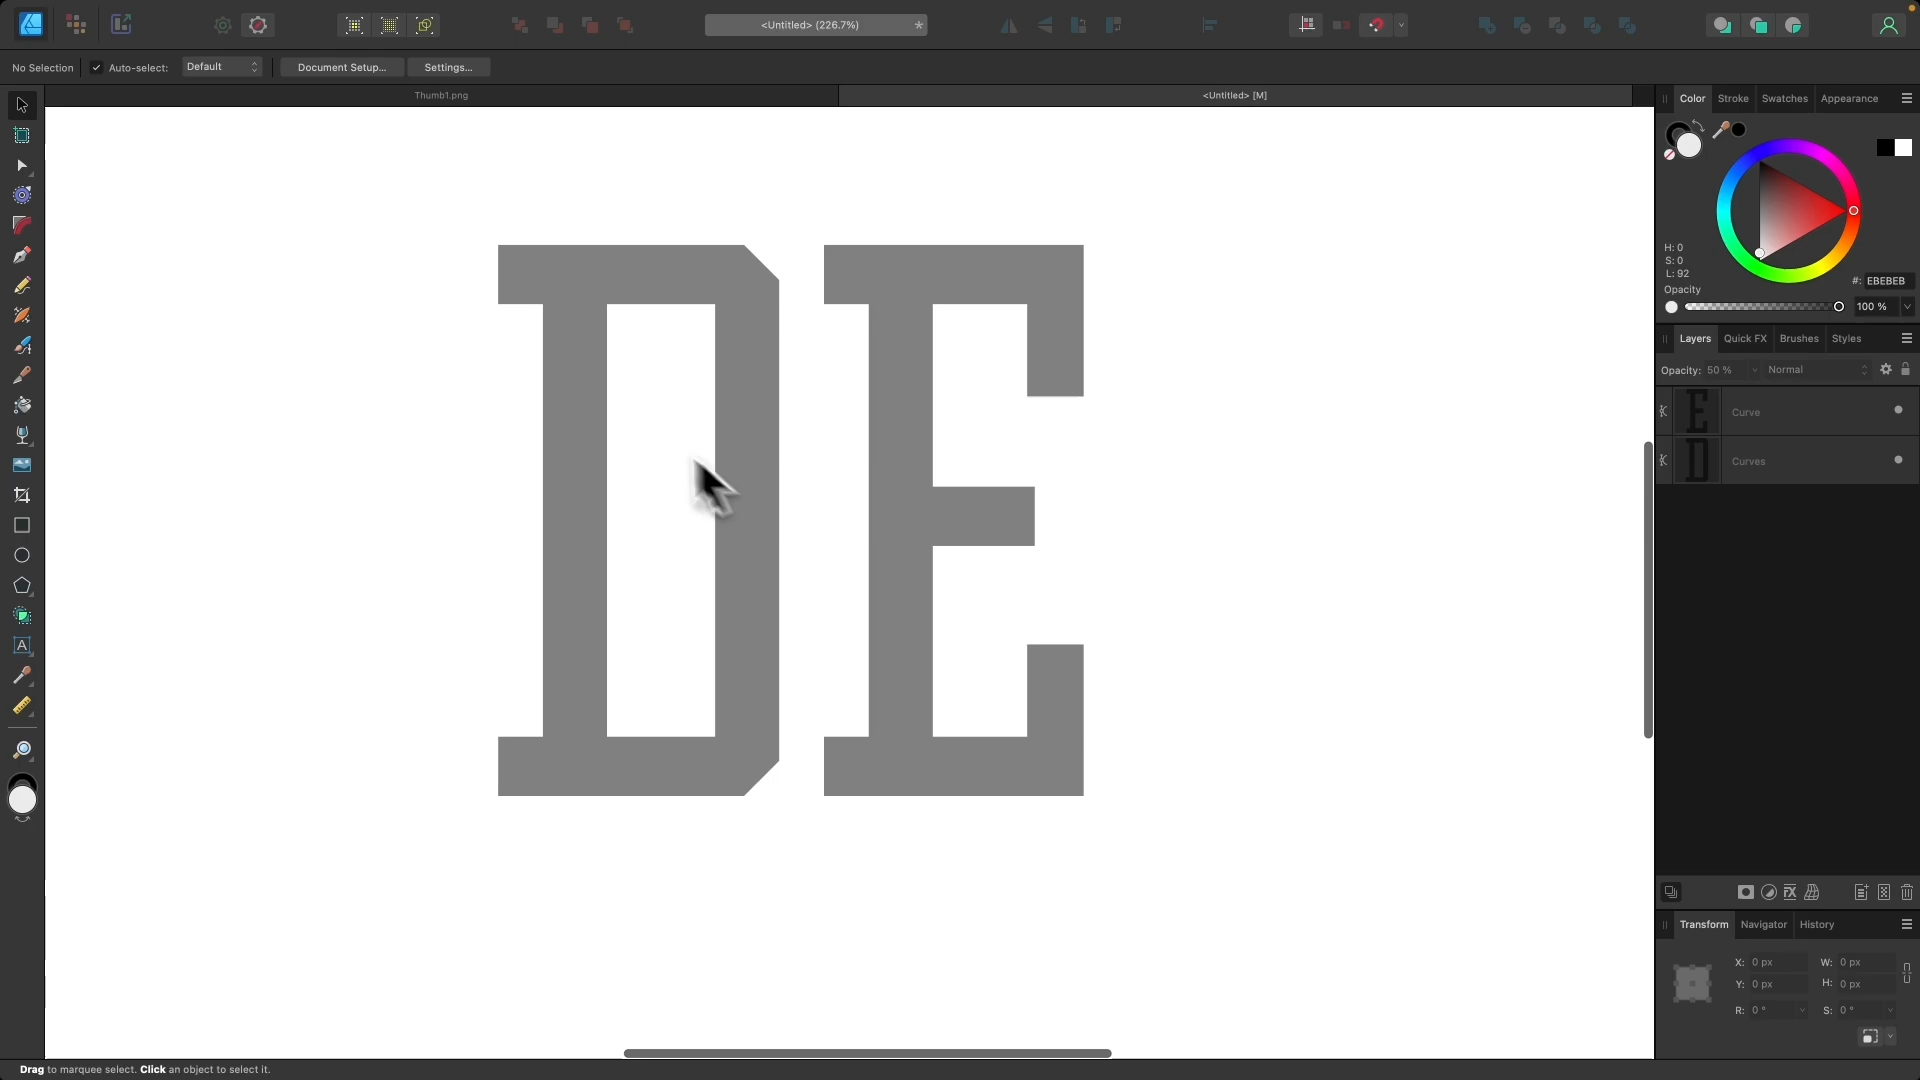 <Untitled> (226.7%)
*
No Selection
Auto-select:
Default
Document Setup...
Settings...
Thumb1.png
<Untitled> [M]
Color
Stroke
Swatches
Appearance
H: 0
S: 0
L: 92
#: EBEBEB
Opacity
100 %
DE
Layers
Quick FX
Brushes
Styles
Opacity: 50 %
Normal
E
Curve
D
Curves
Transform
Navigator
History
X: 0 px
W: 0 px
Y: 0 px
H: 0 px
R: 0 °
S: 0 °
Drag to marquee select. Click an object to select it.